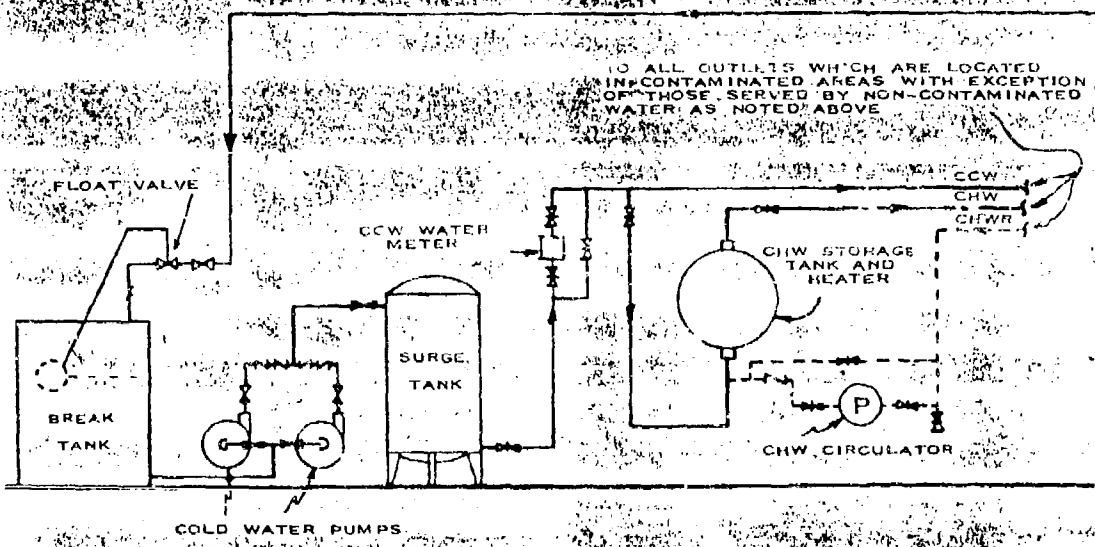 TO ALL OUTLETS WHICH ARE LOCATED
IN CONTAMINATED AREAS WITH EXCEPTION
OF THOSE SERVED BY NON-CONTAMINATED
WATER AS NOTED ABOVE
FLOAT VALVE
CCW
CHW
CHWR
CCW WATER
METER
CHW STORAGE
TANK AND
HEATER
SURGE
TANK
BREAK
TANK
P
CHW CIRCULATOR
COLD WATER PUMPS